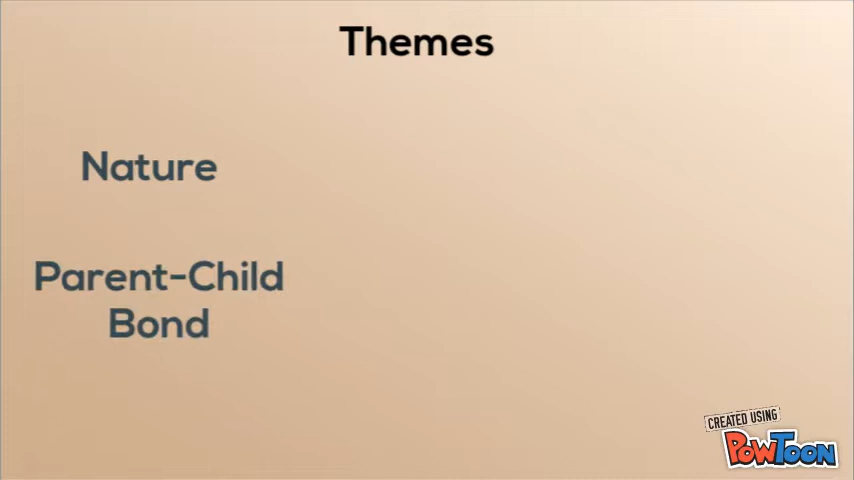 Themes
Nature
Parent-Child
Bond
CREATED USING
PowToon